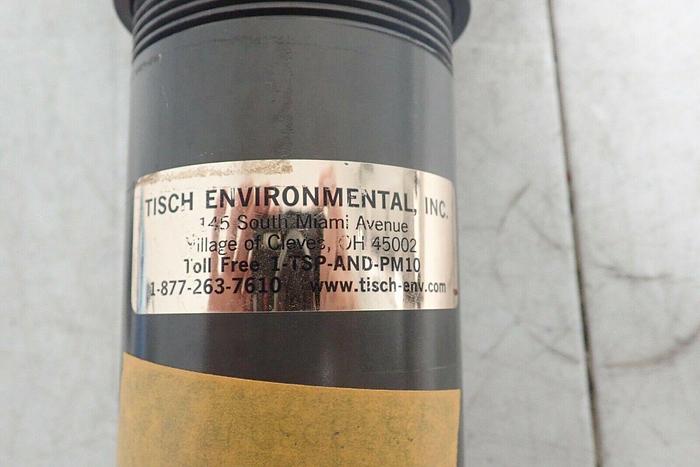 TISCH ENVIRONMENTAL, INC.
145 South Miami Avenue
Village of Cleves, OH 45002
Toll Free 1-TSP-AND-PM10
1-877-263-7610 www.tisch-env.com